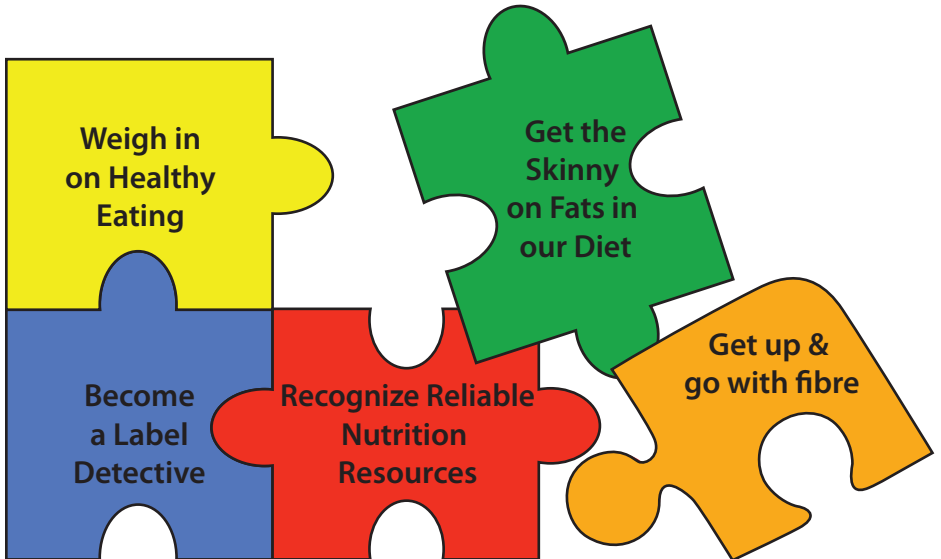 Weigh in
on Healthy
Eating
Get the
Skinny
on Fats in
our Diet
Become
a Label
Detective
Recognize Reliable
Nutrition
Resources
Get up &
go with fibre